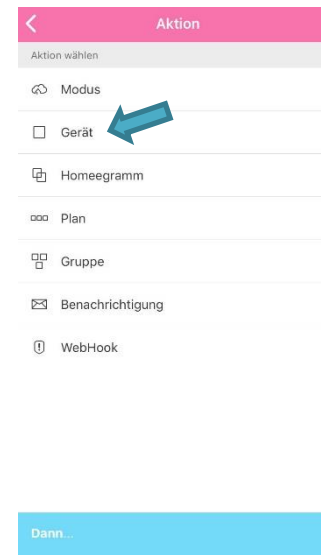 Aktion
Aktion wählen
Modus
Gerät
Homeegramm
Plan
Gruppe
Benachrichtigung
WebHook
Dann...